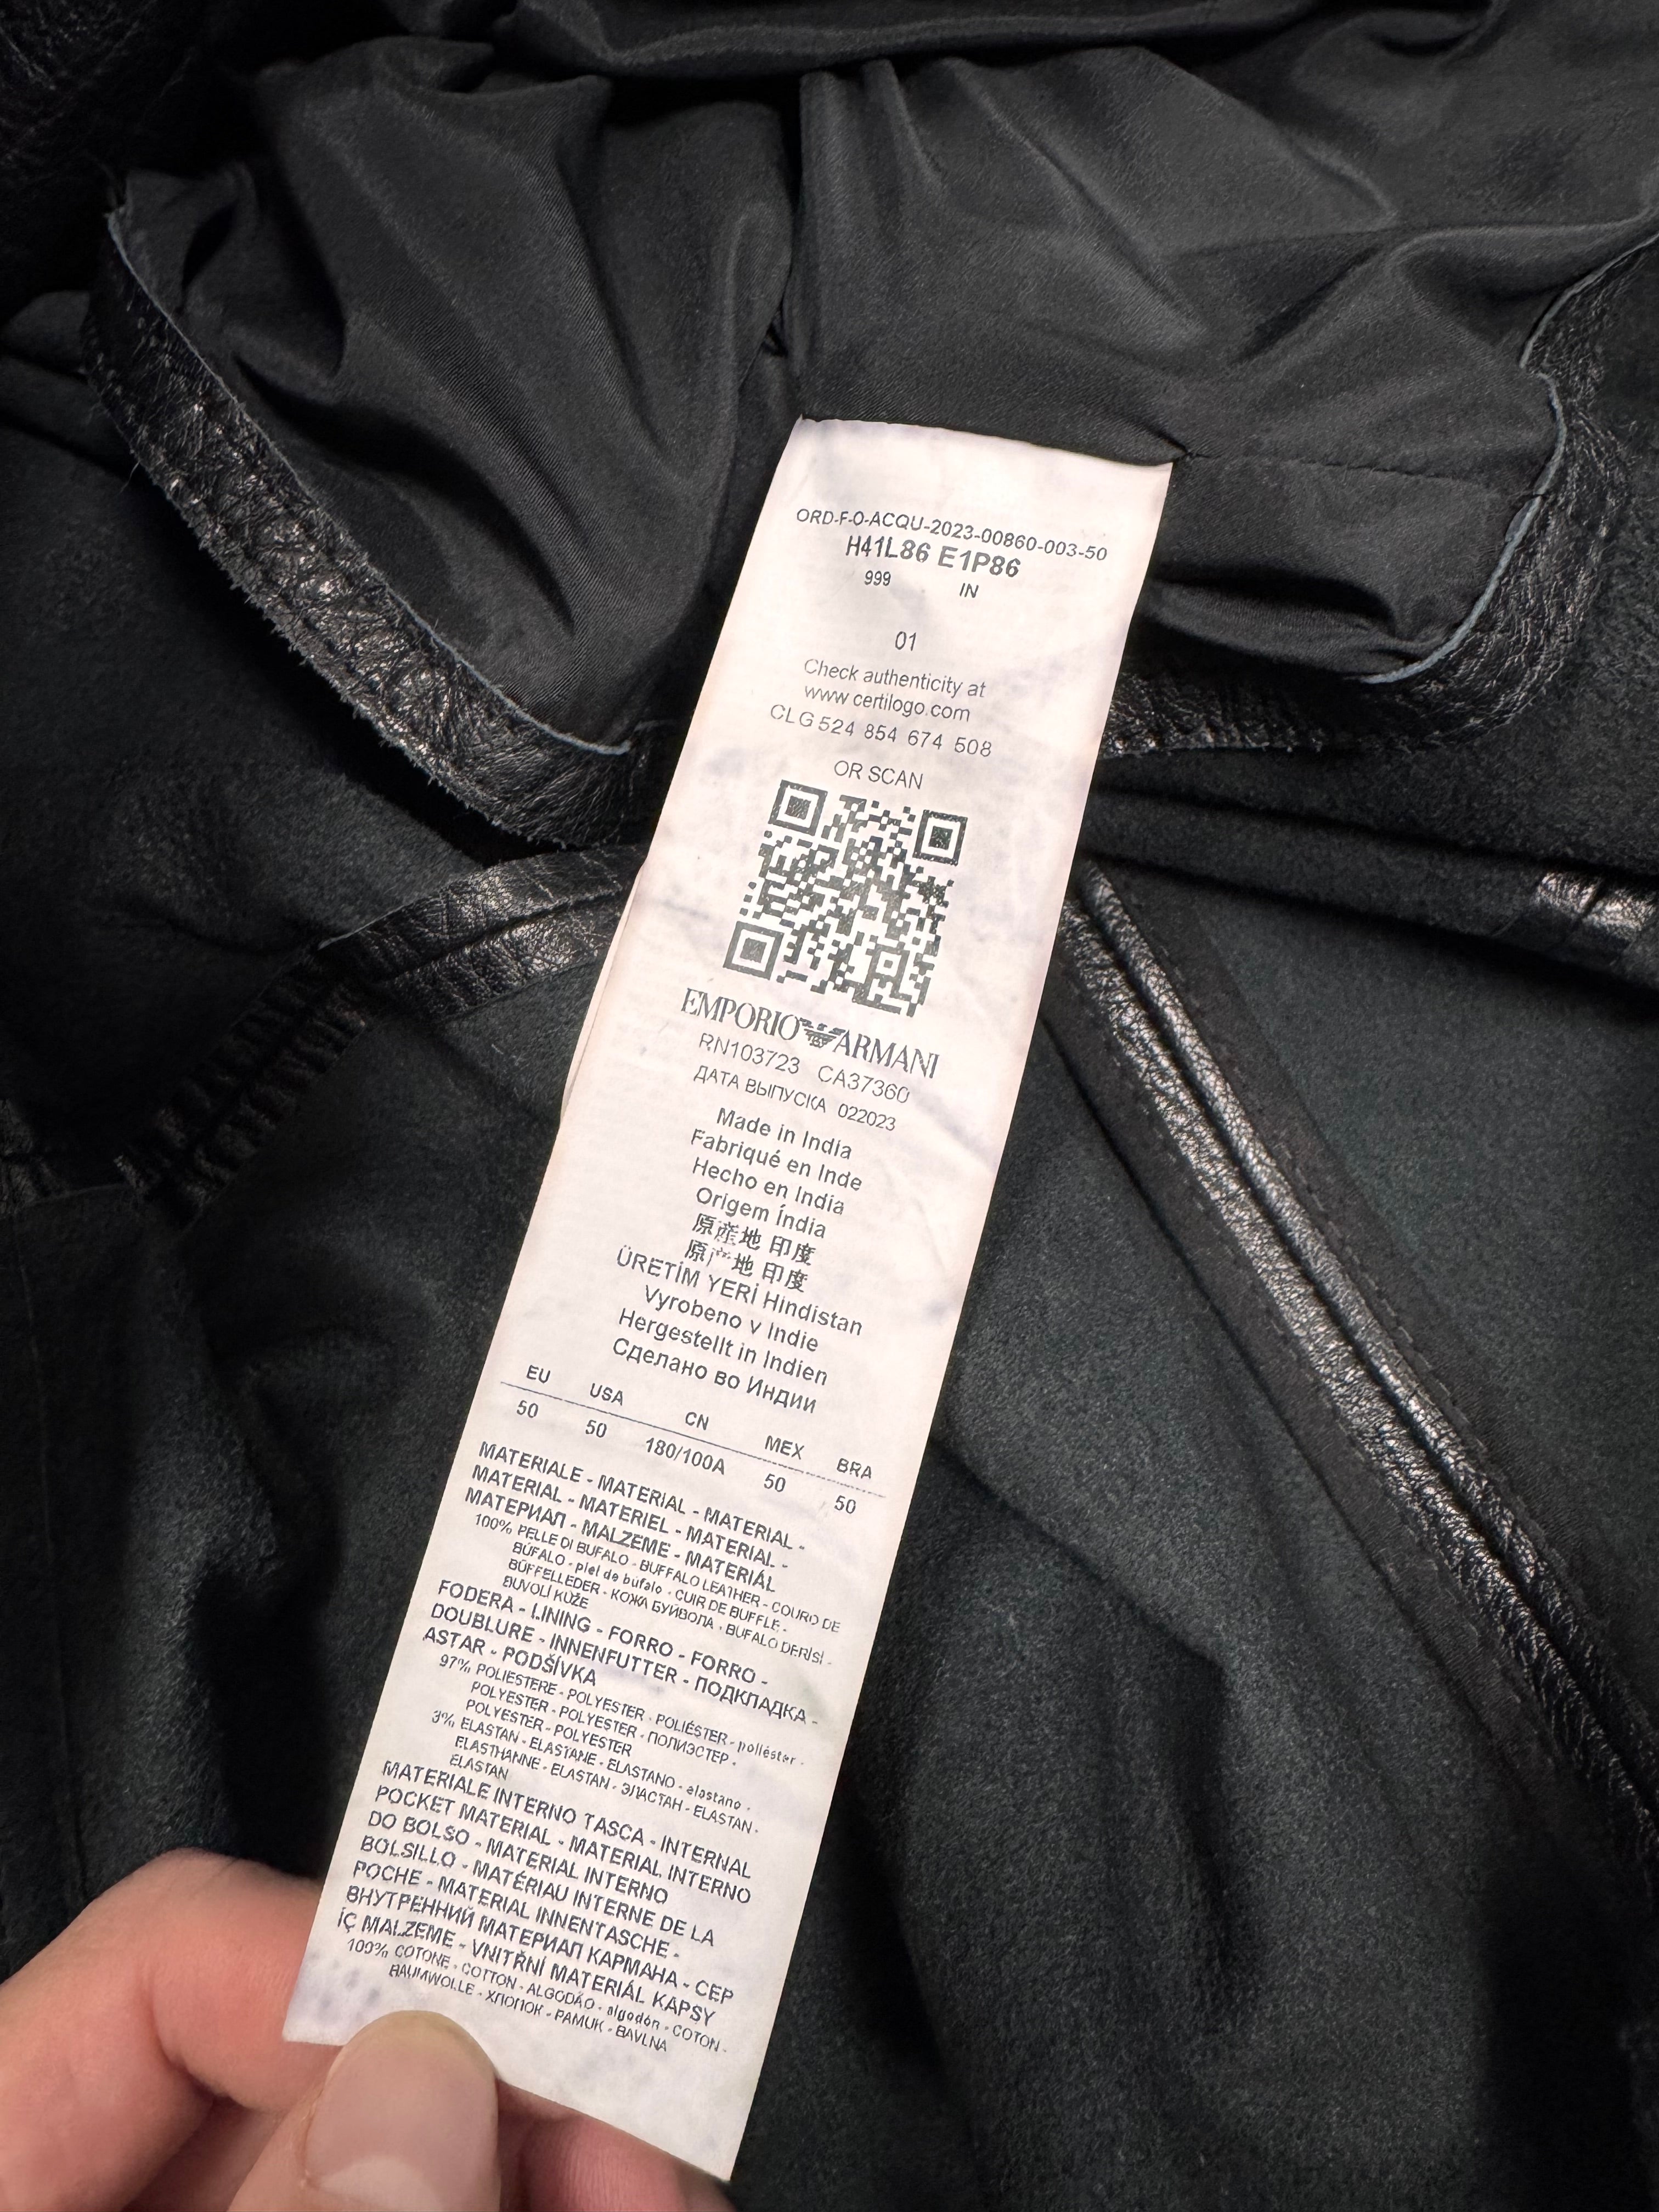 ORD-F-O-ACQU-2023-00860-003-50
H41L86 E1P86
999 IN
01
Check authenticity at
www.certilogo.com
CLG 524 854 674 508
OR SCAN
EMPORIO ARMANI
RN103723 CA37360
ДАТА ВЫПУСКА 022023
Made in India
Fabriqué en Inde
Hecho en India
Origem Índia
原産地 印度
原产地 印度
ÜRETİM YERİ Hindistan
Vyrobeno v Indie
Hergestellt in Indien
Сделано во Индии
EU USA CN MEX BRA
50 50 180/100A 50 50
MATERIALE - MATERIAL - MATERIAL -
MATERIAL - MATERIEL - MATERIAL -
МАТЕРИАЛ - MALZEME - MATERIÁL
100% PELLE DI BUFALO - BUFFALO LEATHER - COURO DE
BÚFALO - piel de búfalo - CUIR DE BUFFLE -
BÜFFELLEDER - КОЖА БУЙВОЛА - BUFALO DERİSİ -
BUVOLÍ KŮŽE
FODERA - LINING - FORRO - FORRO -
DOUBLURE - INNENFUTTER - ПОДКЛАДКА -
ASTAR - PODŠÍVKA
97% POLIESTERE - POLYESTER - POLIÉSTER - poliéster -
POLYESTER - POLYESTER - ПОЛИЭСТЕР -
POLYESTER - POLYESTER
3% ELASTAN - ELASTANE - ELASTANO - elastano -
ELASTHANNE - ELASTAN - ЭЛАСТАН - ELASTAN -
ELASTAN
MATERIALE INTERNO TASCA - INTERNAL
POCKET MATERIAL - MATERIAL INTERNO
DO BOLSO - MATERIAL INTERNO
BOLSILLO - MATÉRIAU INTERNE DE LA
POCHE - MATERIAL INNENTASCHE -
ВНУТРЕННИЙ МАТЕРИАЛ КАРМАНА - CEP
İÇ MALZEME - VNITŘNÍ MATERIÁL KAPSY
100% COTONE - COTTON - ALGODÃO - algodón - COTON -
BAUMWOLLE - ХЛОПОК - PAMUK - BAVLNA